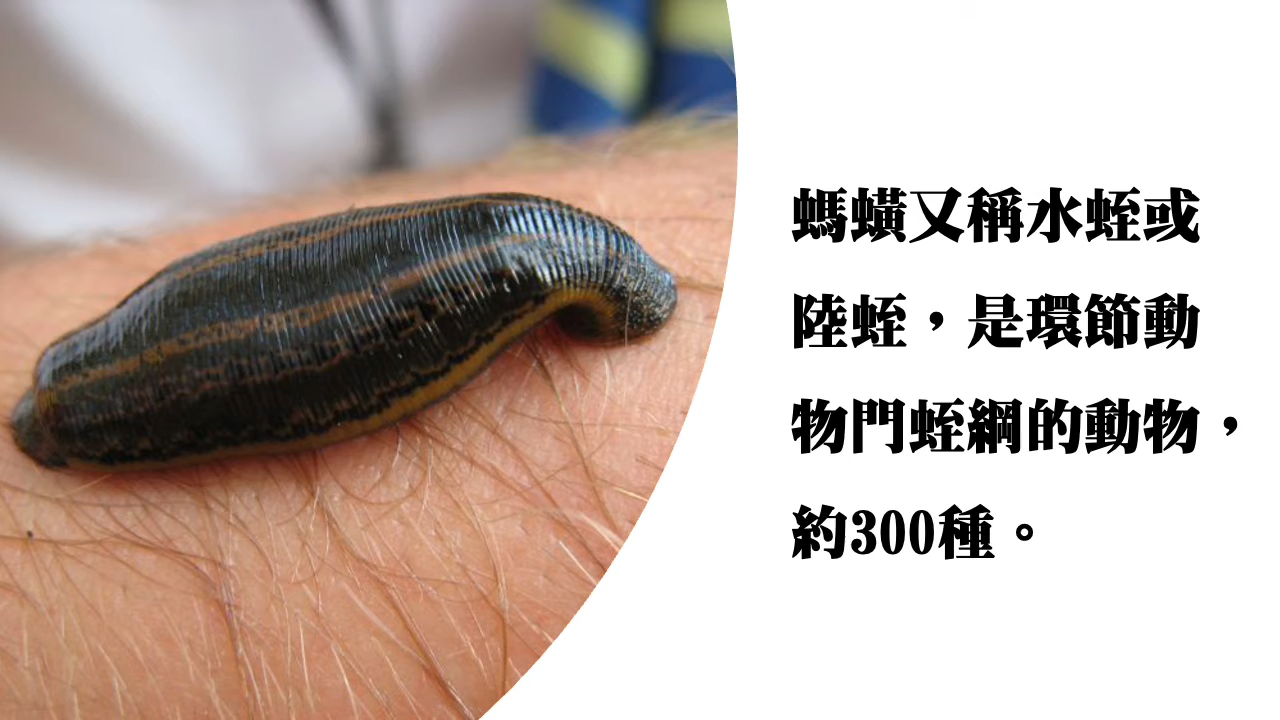 螞蟥又稱水蛭或
陸蛭，是環節動
物門蛭綱的動物，
約300種。